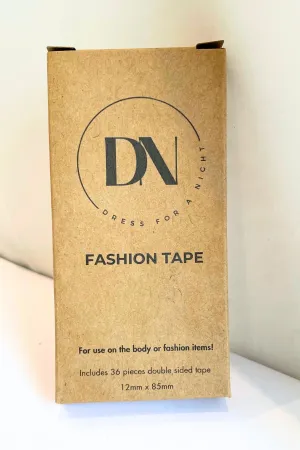 DN
DRESS FOR A NIGHT
FASHION TAPE
For use on the body or fashion items!
Includes 36 pieces double sided tape
12mm x 85mm